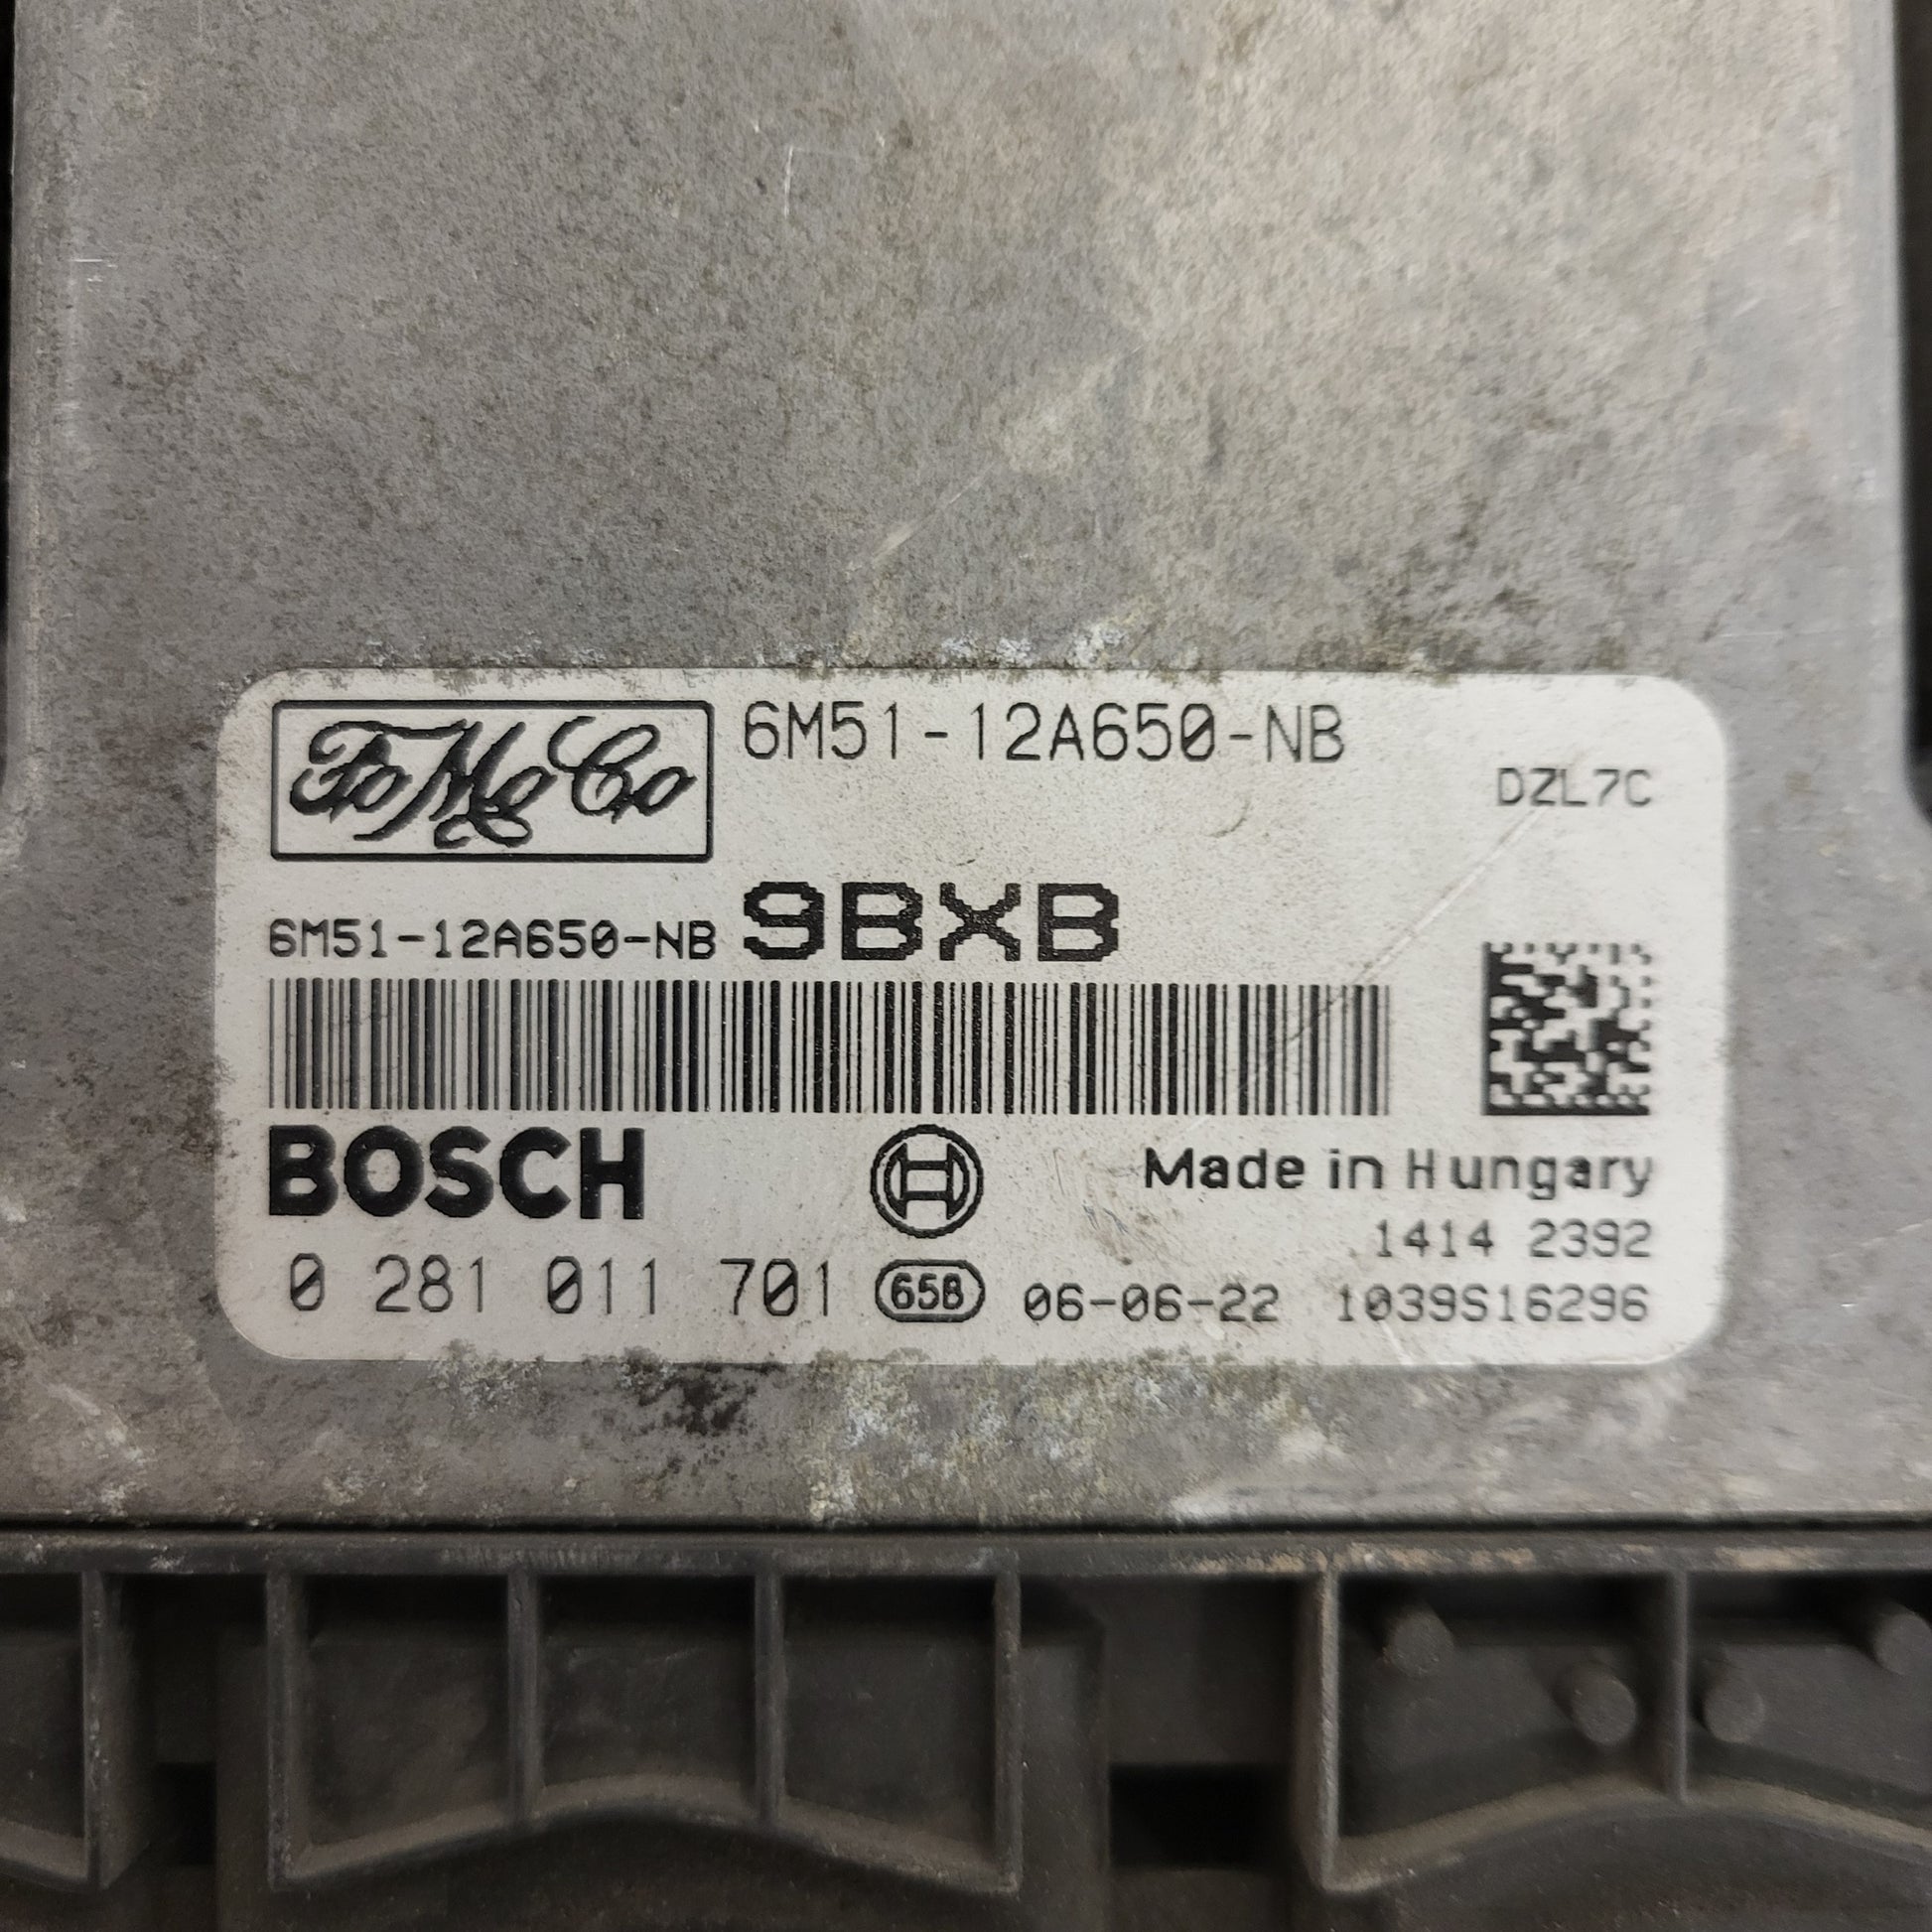 FoMoCo 6M51-12A650-NB
DZL7C
6M51-12A650-NB 9BXB
BOSCH
Made in Hungary
1414 2392
0 281 011 701 658 06-06-22 1039S16296